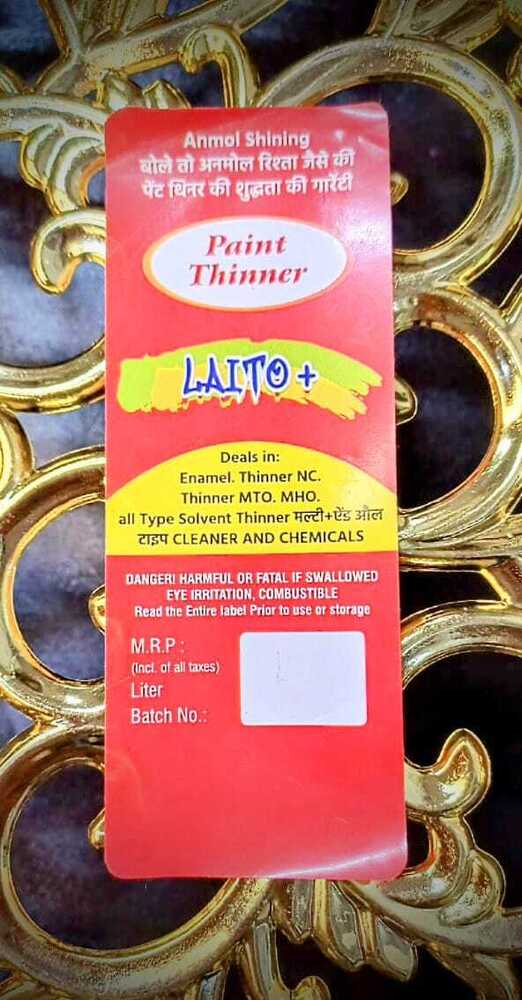 Anmol Shining
बोले तो अनमोल रिश्ता जैसे की
पेंट थिनर की शुद्धता की गारेंटी
Paint
Thinner
LAITO+
Deals in:
Enamel. Thinner NC.
Thinner MTO. MHO.
all Type Solvent Thinner मल्टी+ऐंड औल
टाइप CLEANER AND CHEMICALS
DANGER! HARMFUL OR FATAL IF SWALLOWED
EYE IRRITATION, COMBUSTIBLE
Read the Entire label Prior to use or storage
M.R.P :
(Incl. of all taxes)
Liter
Batch No.: